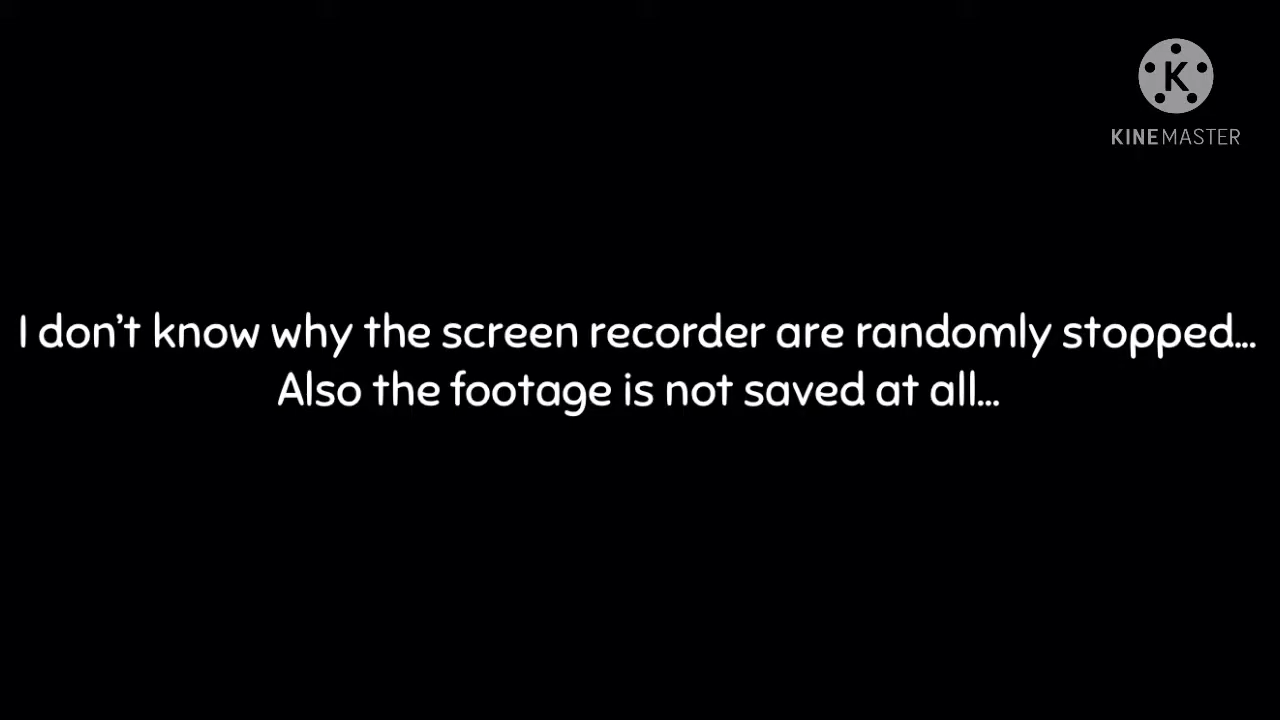 K
KINEMASTER
I don't know why the screen recorder are randomly stopped...
Also the footage is not saved at all...